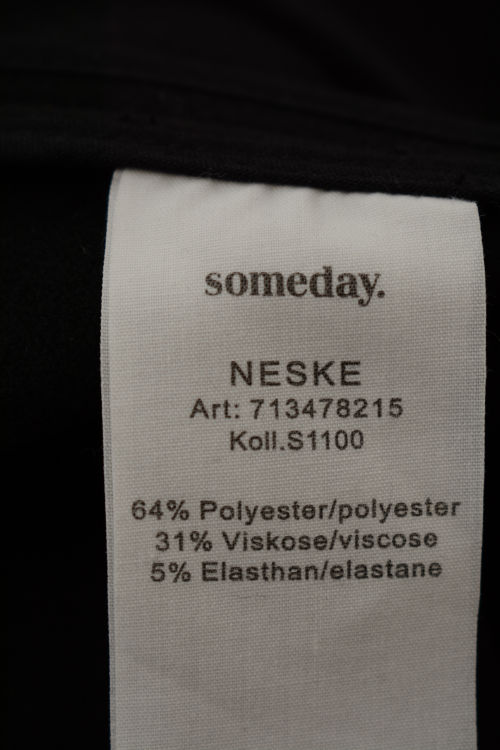 someday.
NESKE
Art: 713478215
Koll.S1100
64% Polyester/polyester
31% Viskose/viscose
5% Elasthan/elastane